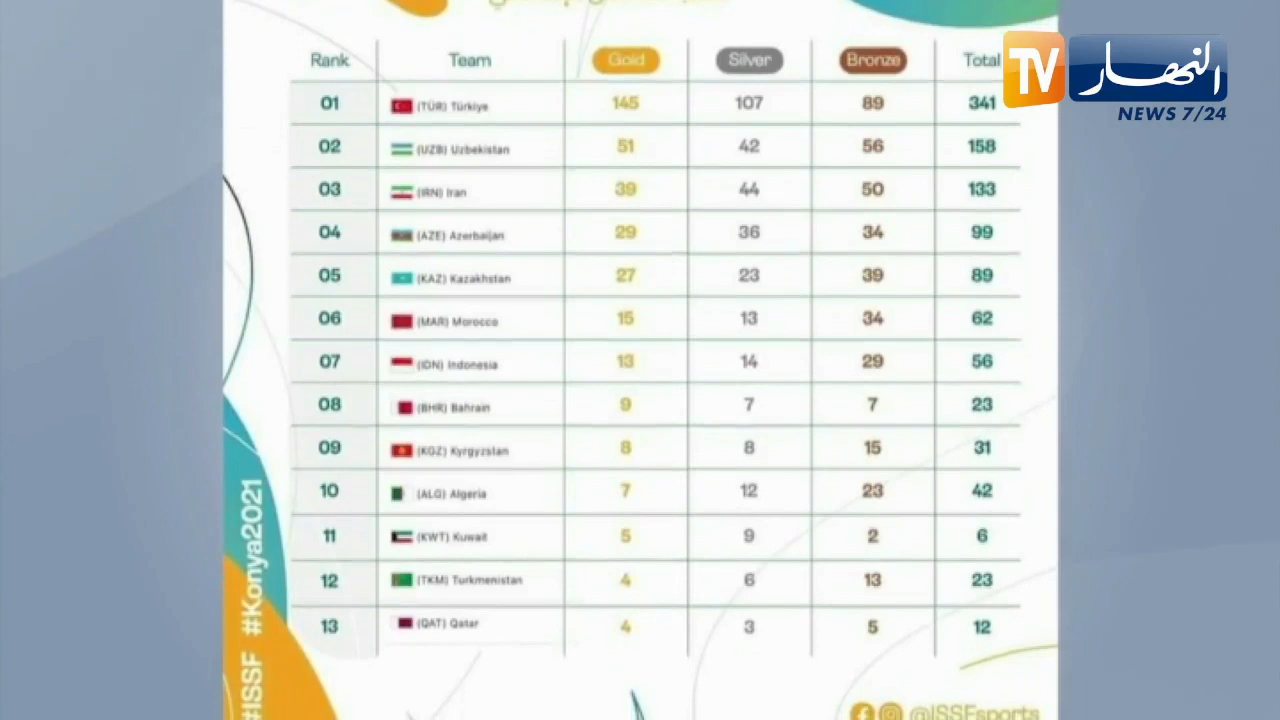 TV النهار
NEWS 7/24
Rank Team Gold Silver Bronze Total
01 (TÜR) Türkiye 145 107 89 341
02 (UZB) Uzbekistan 51 42 56 158
03 (IRN) Iran 39 44 50 133
04 (AZE) Azerbaijan 29 36 34 99
05 (KAZ) Kazakhstan 27 23 39 89
06 (MAR) Morocco 15 13 34 62
07 (IDN) Indonesia 13 14 29 56
08 (BHR) Bahrain 9 7 7 23
09 (KGZ) Kyrgyzstan 8 8 15 31
10 (ALG) Algeria 7 12 23 42
11 (KWT) Kuwait 5 9 2 6
12 (TKM) Turkmenistan 4 6 13 23
13 (QAT) Qatar 4 3 5 12
#ISSF #Konya2021
@ISSFsports